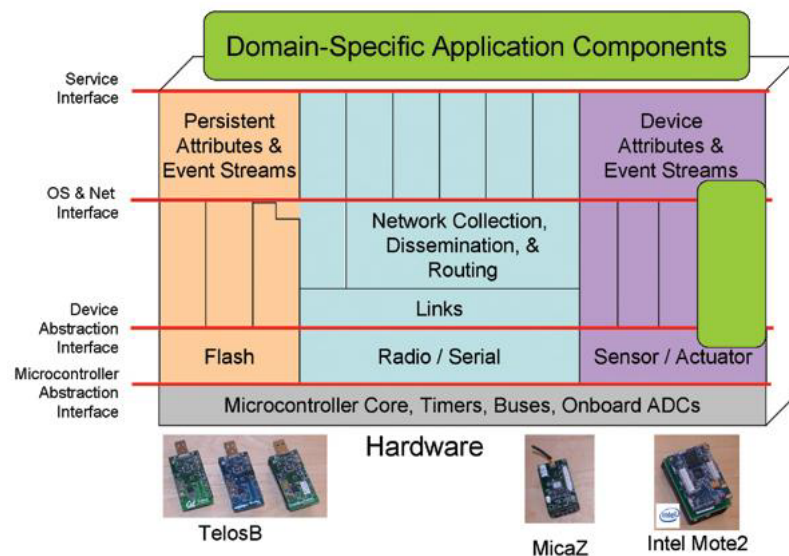 Domain-Specific Application Components
Service
Interface
Persistent
Attributes &
Event Streams
Device
Attributes &
Event Streams
OS & Net
Interface
Network Collection,
Dissemination, &
Routing
Links
Device
Abstraction
Interface
Flash
Radio / Serial
Sensor / Actuator
Microcontroller
Abstraction
Interface
Microcontroller Core, Timers, Buses, Onboard ADCs
Hardware
TelosB
MicaZ
intel
Intel Mote2